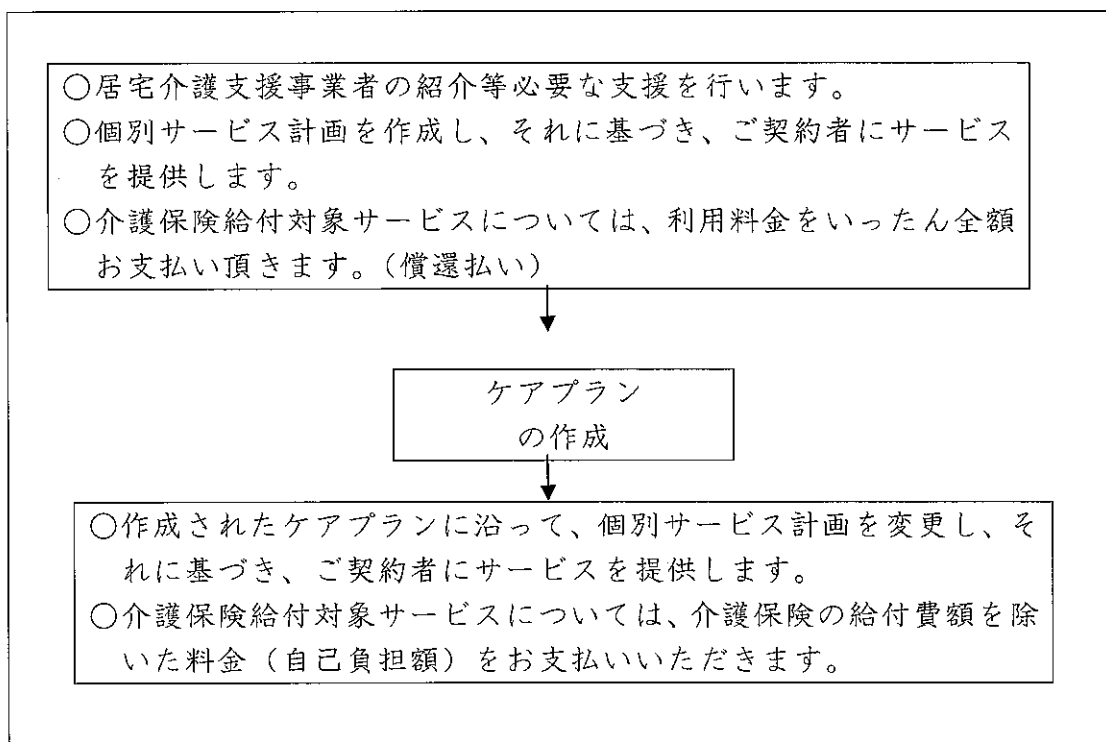 ○居宅介護支援事業者の紹介等必要な支援を行います。
○個別サービス計画を作成し、それに基づき、ご契約者にサービス
を提供します。
○介護保険給付対象サービスについては、利用料金をいったん全額
お支払い頂きます。(償還払い)
ケアプラン
の作成
○作成されたケアプランに沿って、個別サービス計画を変更し、そ
れに基づき、ご契約者にサービスを提供します。
○介護保険給付対象サービスについては、介護保険の給付費額を除
いた料金(自己負担額)をお支払いいただきます。